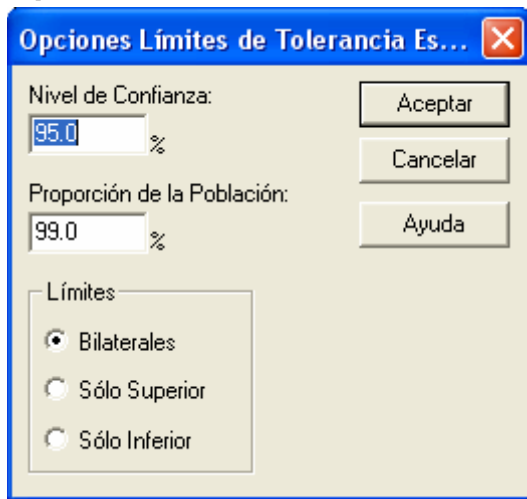 Opciones Límites de Tolerancia Es...
Nivel de Confianza:
95.0 %
Proporción de la Población:
99.0 %
Límites
Bilaterales
Sólo Superior
Sólo Inferior
Aceptar
Cancelar
Ayuda